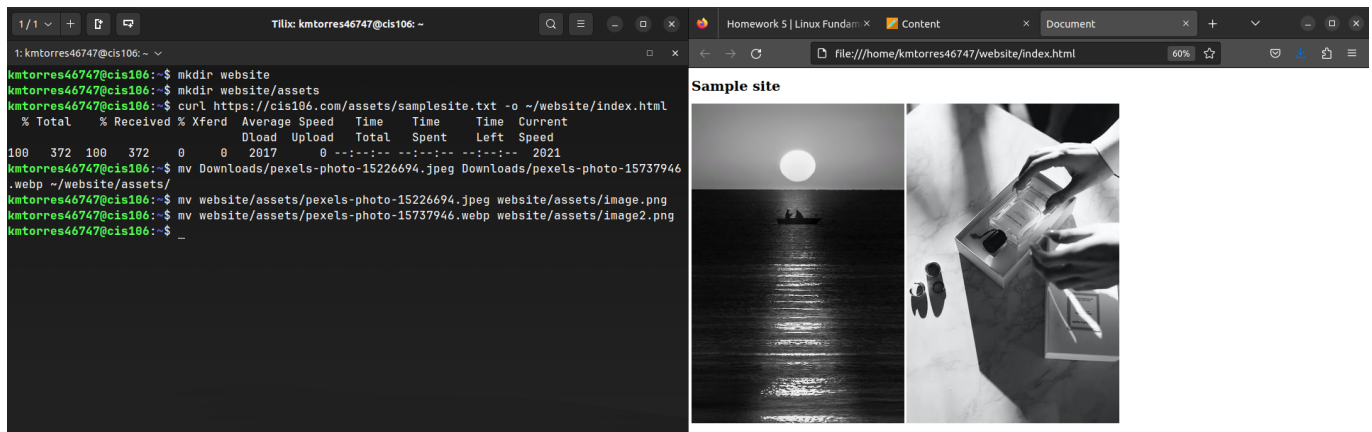 1 / 1
Tilix: kmtorres46747@cis106: ~
1: kmtorres46747@cis106: ~
kmtorres46747@cis106:~$ mkdir website
kmtorres46747@cis106:~$ mkdir website/assets
kmtorres46747@cis106:~$ curl https://cis106.com/assets/samplesite.txt -o ~/website/index.html
% Total % Received % Xferd Average Speed Time Time Time Current
Dload Upload Total Spent Left Speed
100 372 100 372 0 0 2017 0 --:--:-- --:--:-- --:--:-- 2021
kmtorres46747@cis106:~$ mv Downloads/pexels-photo-15226694.jpeg Downloads/pexels-photo-15737946
.webp ~/website/assets/
kmtorres46747@cis106:~$ mv website/assets/pexels-photo-15226694.jpeg website/assets/image.png
kmtorres46747@cis106:~$ mv website/assets/pexels-photo-15737946.webp website/assets/image2.png
kmtorres46747@cis106:~$ _
Homework 5 | Linux Fundam
Content
Document
file:///home/kmtorres46747/website/index.html
60%
Sample site